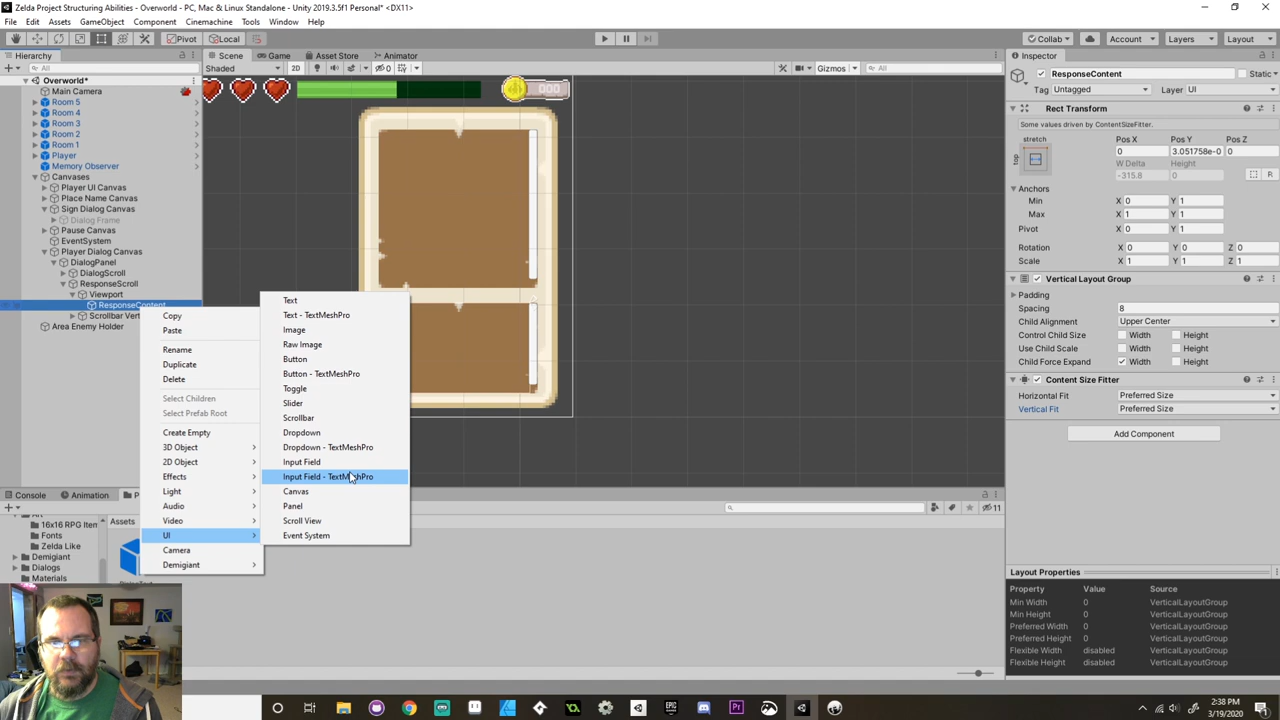 Zelda Project Structuring Abilities - Overworld - PC, Mac & Linux Standalone - Unity 2019.3.5f1 Personal* <DX11>
File Edit Assets GameObject Component Cinemachine Tools Window Help
Pivot Local Collab Account Layers Layout
Hierarchy Scene Game Asset Store Animator Inspector
All Shaded 2D 0 Gizmos All
Overworld*
Main Camera
Room 5
Room 4
Room 3
Room 2
Room 1
Player
Memory Observer
Canvases
Player UI Canvas
Place Name Canvas
Sign Dialog Canvas
Dialog Frame
Pause Canvas
EventSystem
Player Dialog Canvas
DialogPanel
DialogScroll
ResponseScroll
Viewport
ResponseContent
Scrollbar Vert
Area Enemy Holder
000
Copy
Paste
Rename
Duplicate
Delete
Select Children
Select Prefab Root
Create Empty
3D Object
2D Object
Effects
Light
Audio
Video
UI
Camera
Demigiant
Text
Text - TextMeshPro
Image
Raw Image
Button
Button - TextMeshPro
Toggle
Slider
Scrollbar
Dropdown
Dropdown - TextMeshPro
Input Field
Input Field - TextMeshPro
Canvas
Panel
Scroll View
Event System
ResponseContent Static
Tag Untagged Layer UI
Rect Transform
Some values driven by ContentSizeFitter.
stretch Pos X Pos Y Pos Z
top 0 3.051758e-0 0
W Delta Height
-315.8 0 R
Anchors
Min X 0 Y 1
Max X 1 Y 1
Pivot X 0 Y 1
Rotation X 0 Y 0 Z 0
Scale X 1 Y 1 Z 1
Vertical Layout Group
Padding
Spacing 8
Child Alignment Upper Center
Control Child Size Width Height
Use Child Scale Width Height
Child Force Expand Width Height
Content Size Fitter
Horizontal Fit Preferred Size
Vertical Fit Preferred Size
Add Component
Layout Properties
Property Value Source
Min Width 0 VerticalLayoutGroup
Min Height 0 VerticalLayoutGroup
Preferred Width 0 VerticalLayoutGroup
Preferred Height 0 VerticalLayoutGroup
Flexible Width disabled VerticalLayoutGroup
Flexible Height disabled VerticalLayoutGroup
Console Animation
11
Assets
16x16 RPG Item
Fonts
Zelda Like
Demigiant
Dialogs
Materials
2:38 PM
3/19/2020